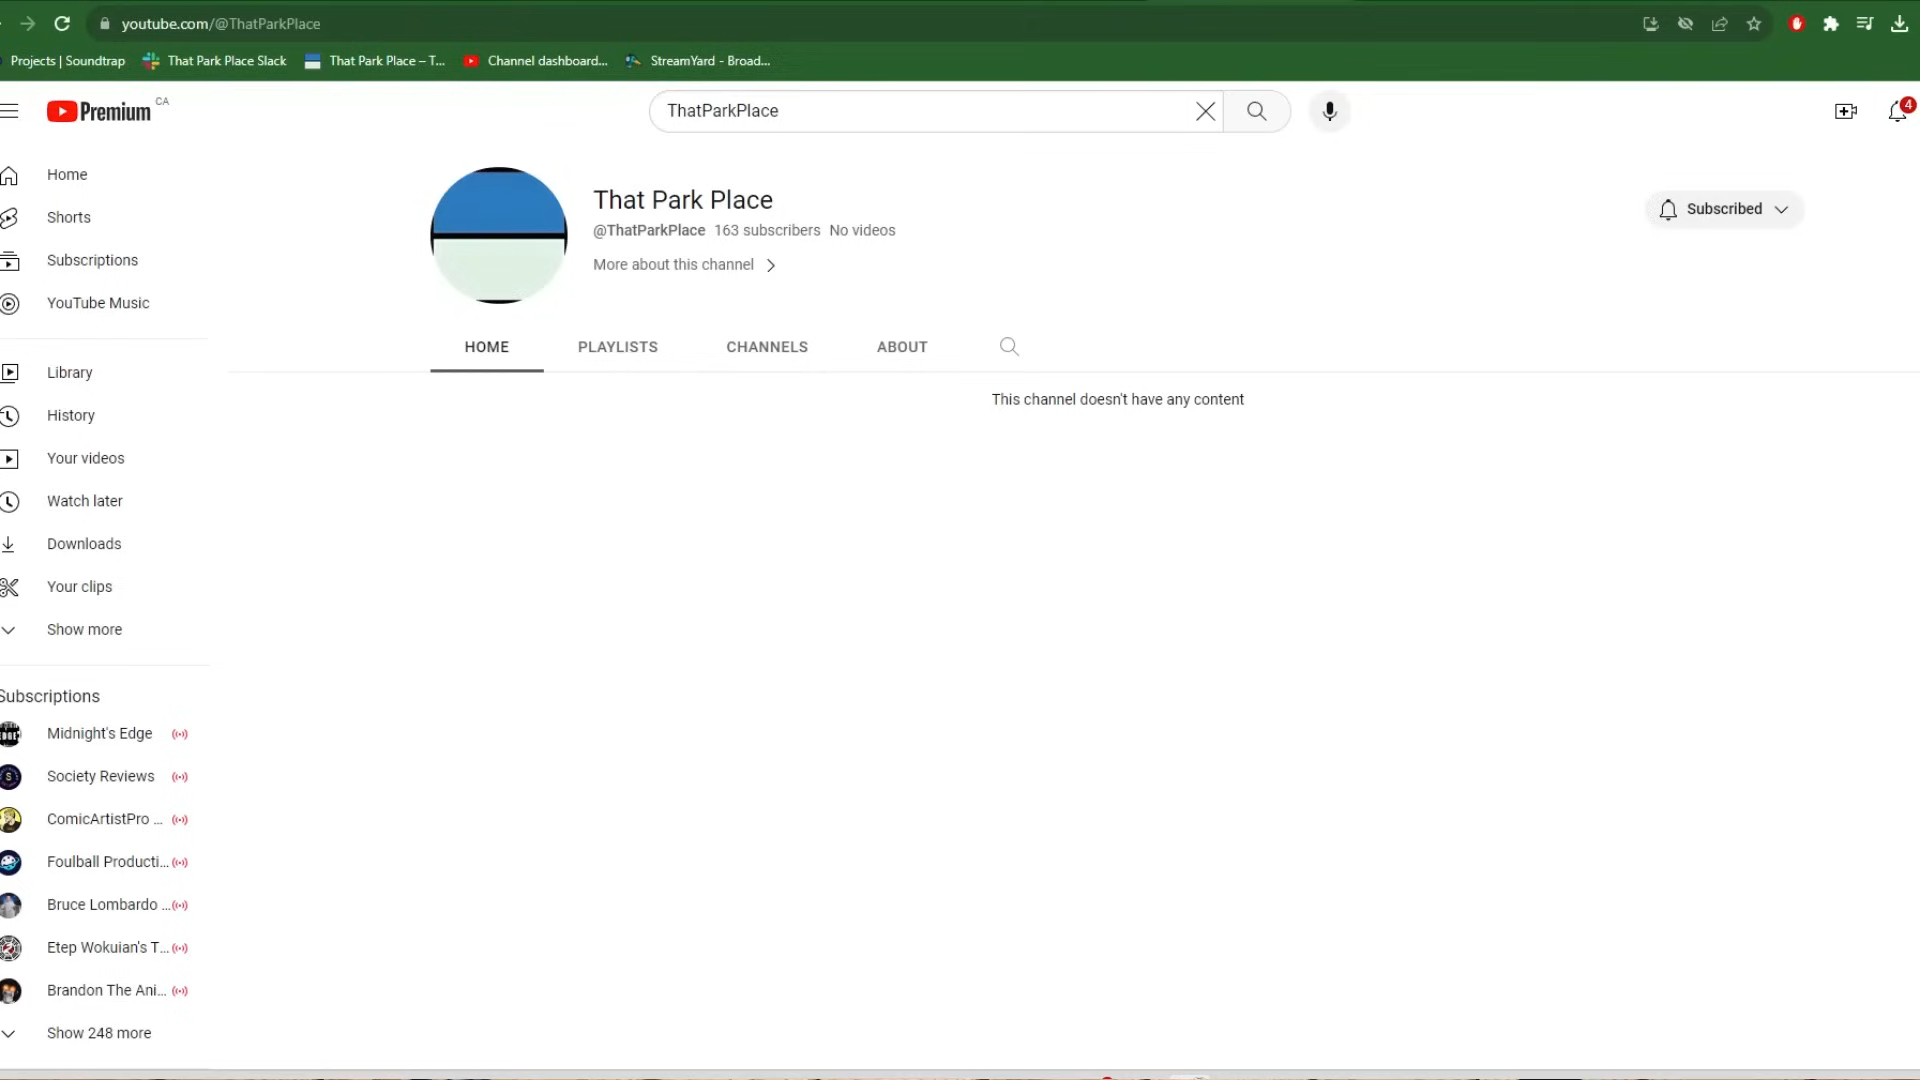 youtube.com/@ThatParkPlace
Projects | Soundtrap That Park Place Slack That Park Place – T... Channel dashboard... StreamYard - Broad...
Premium CA
ThatParkPlace
4
Home
Shorts
Subscriptions
YouTube Music
Library
History
Your videos
Watch later
Downloads
Your clips
Show more
Subscriptions
Midnight's Edge
Society Reviews
ComicArtistPro ...
Foulball Producti...
Bruce Lombardo ...
Etep Wokuian's T...
Brandon The Ani...
Show 248 more
That Park Place
@ThatParkPlace 163 subscribers No videos
More about this channel
Subscribed
HOME PLAYLISTS CHANNELS ABOUT
This channel doesn't have any content